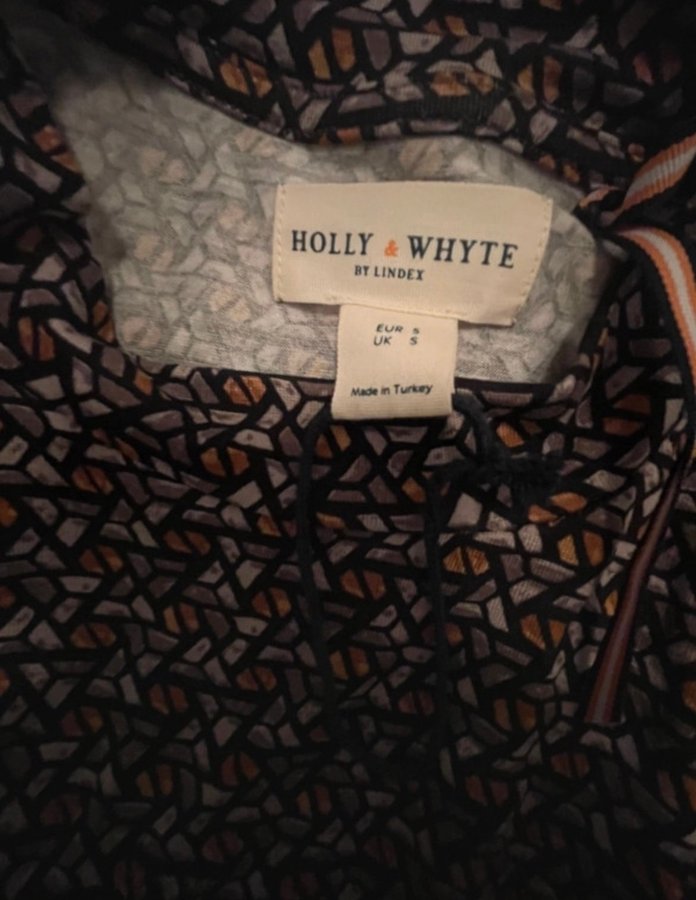 HOLLY & WHYTE
BY LINDEX
EUR S
UK S
Made in Turkey